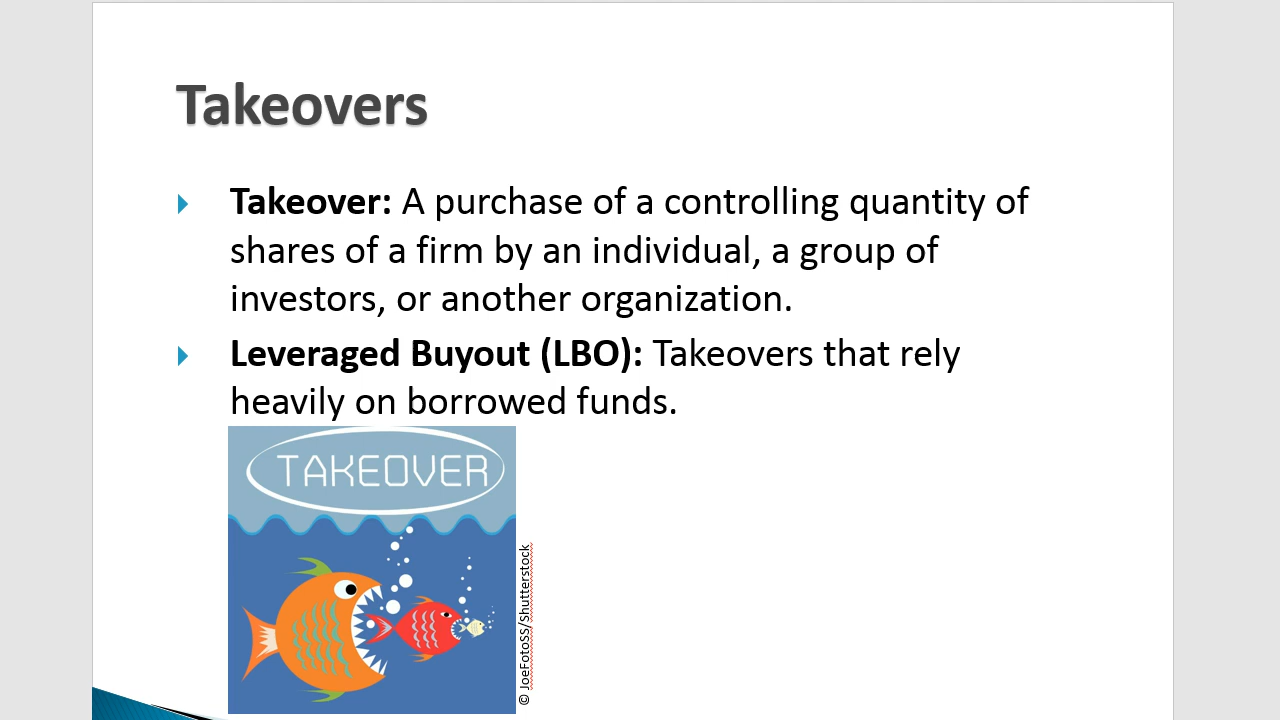 Takeovers
Takeover: A purchase of a controlling quantity of
shares of a firm by an individual, a group of
investors, or another organization.
Leveraged Buyout (LBO): Takeovers that rely
heavily on borrowed funds.
TAKEOVER
© JoeFotoSS/Shutterstock